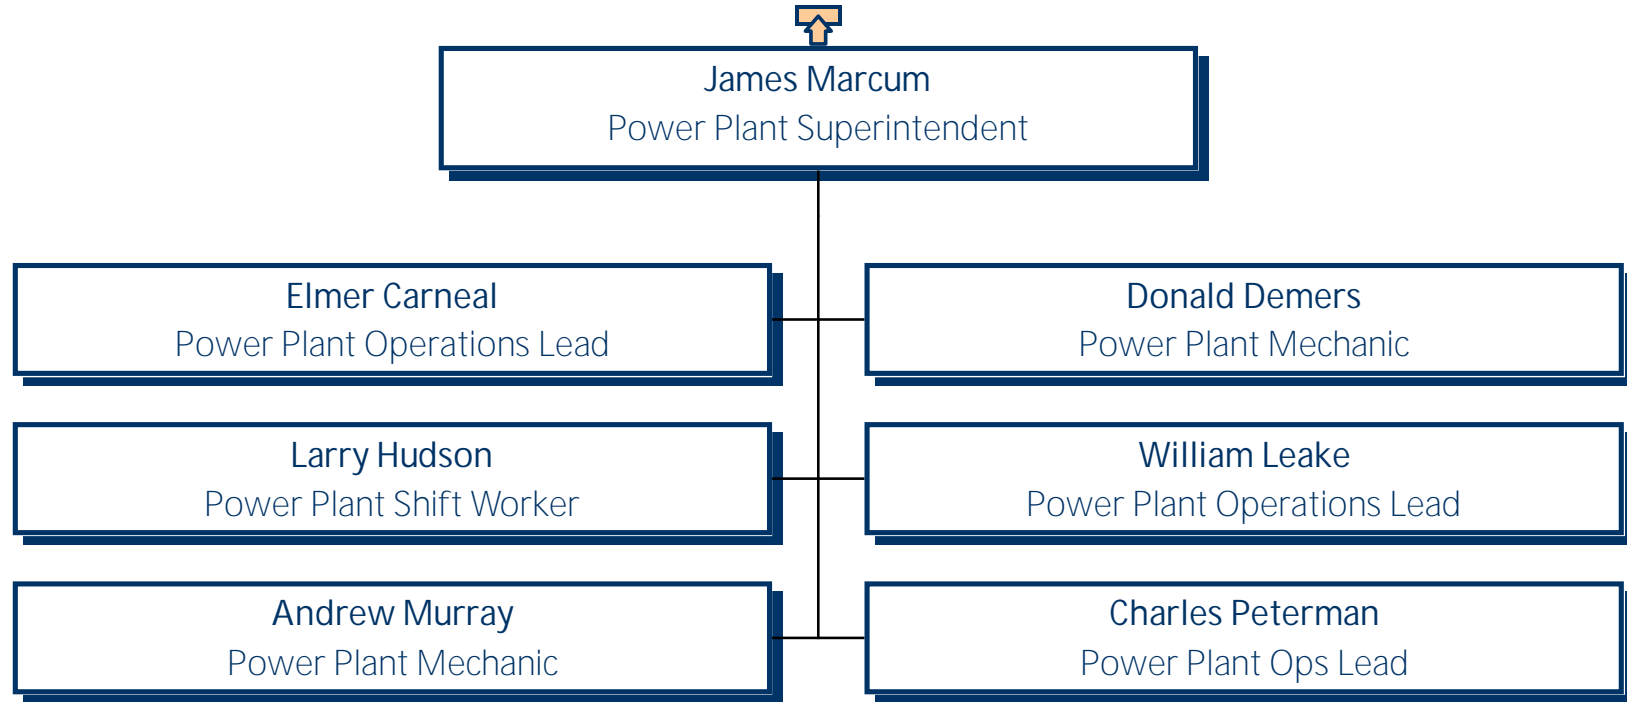 James Marcum
Power Plant Superintendent
Elmer Carneal
Power Plant Operations Lead
Donald Demers
Power Plant Mechanic
Larry Hudson
Power Plant Shift Worker
William Leake
Power Plant Operations Lead
Andrew Murray
Power Plant Mechanic
Charles Peterman
Power Plant Ops Lead